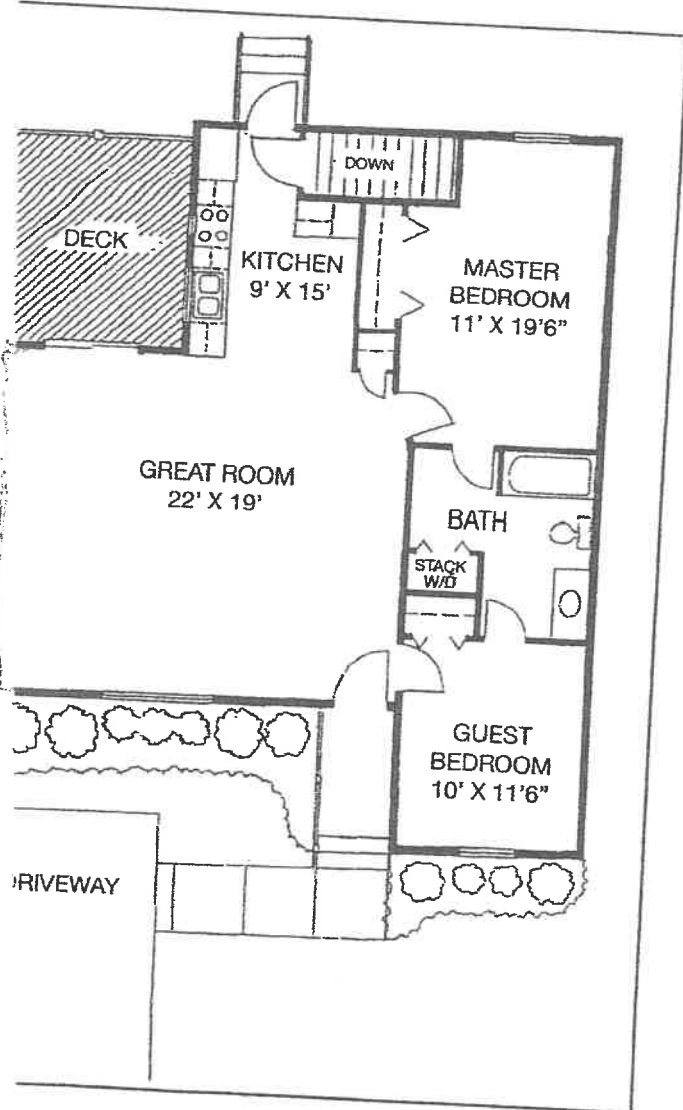 DOWN
DECK
KITCHEN
9' X 15'
MASTER
BEDROOM
11' X 19'6"
GREAT ROOM
22' X 19'
BATH
STACK
W/D
GUEST
BEDROOM
10' X 11'6"
RIVEWAY